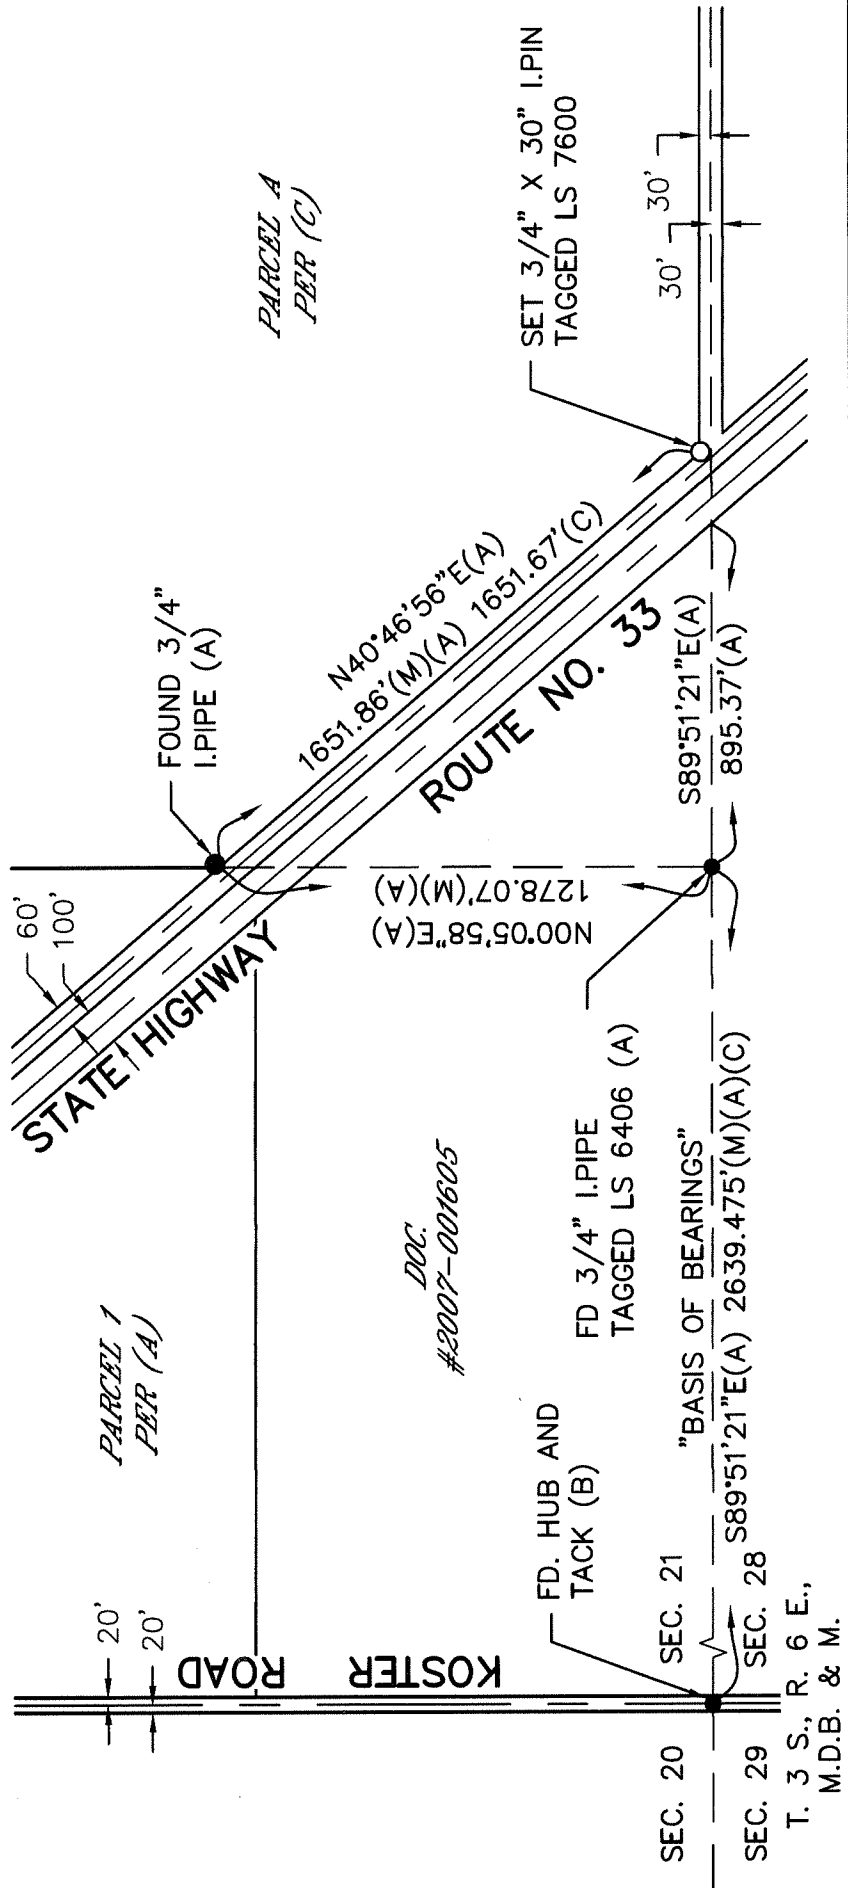 60'
100'
STATE HIGHWAY
ROUTE NO. 33
PARCEL A
PER (C)
FOUND 3/4"
I.PIPE (A)
N40°46'56"E(A)
1651.86'(M)(A) 1651.67'(C)
SET 3/4" X 30" I.PIN
TAGGED LS 7600
30'
30'
PARCEL 1
PER (A)
20'
20'
KOSTER ROAD
DOC.
#2007-001605
N00°05'58"E(A)
1278.07'(M)(A)
FD 3/4" I.PIPE
TAGGED LS 6406 (A)
S89°51'21"E(A)
895.37'(A)
FD. HUB AND
TACK (B)
"BASIS OF BEARINGS"
S89°51'21"E(A) 2639.475'(M)(A)(C)
SEC. 20
SEC. 21
SEC. 29
SEC. 28
T. 3 S., R. 6 E.,
M.D.B. & M.